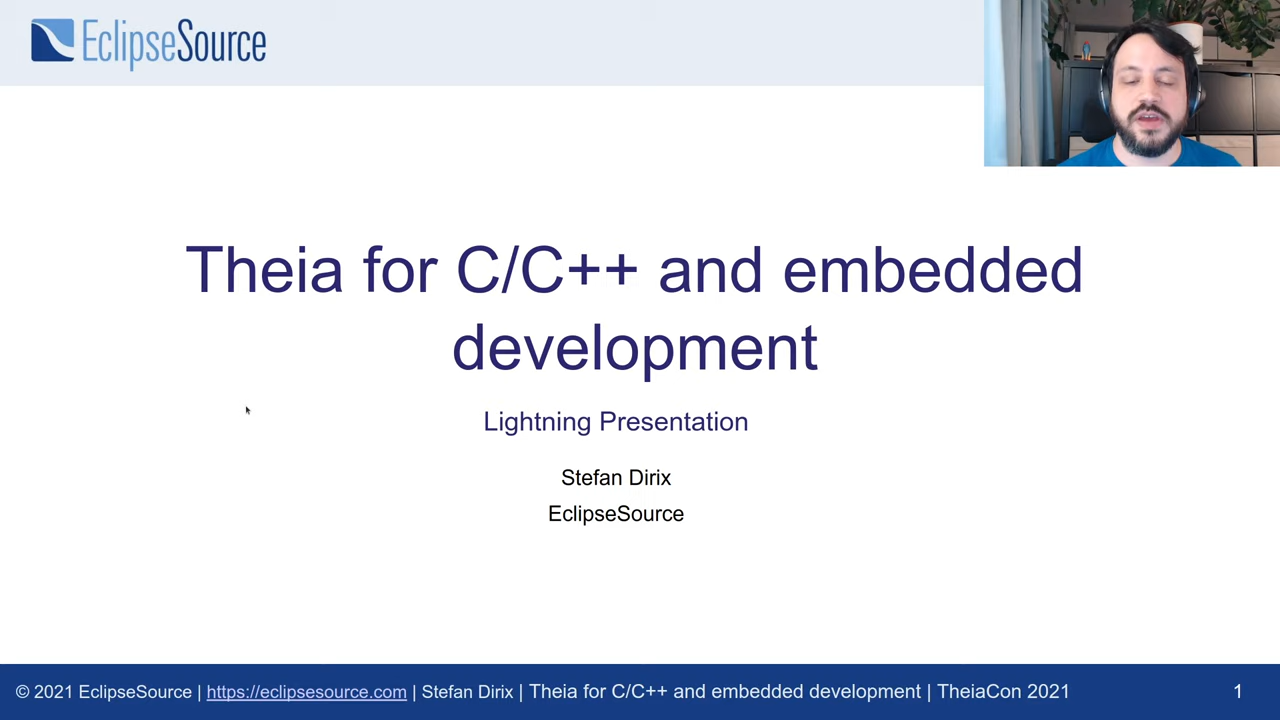 EclipseSource
Theia for C/C++ and embedded
development
Lightning Presentation
Stefan Dirix
EclipseSource
© 2021 EclipseSource | https://eclipsesource.com | Stefan Dirix | Theia for C/C++ and embedded development | TheiaCon 2021 1